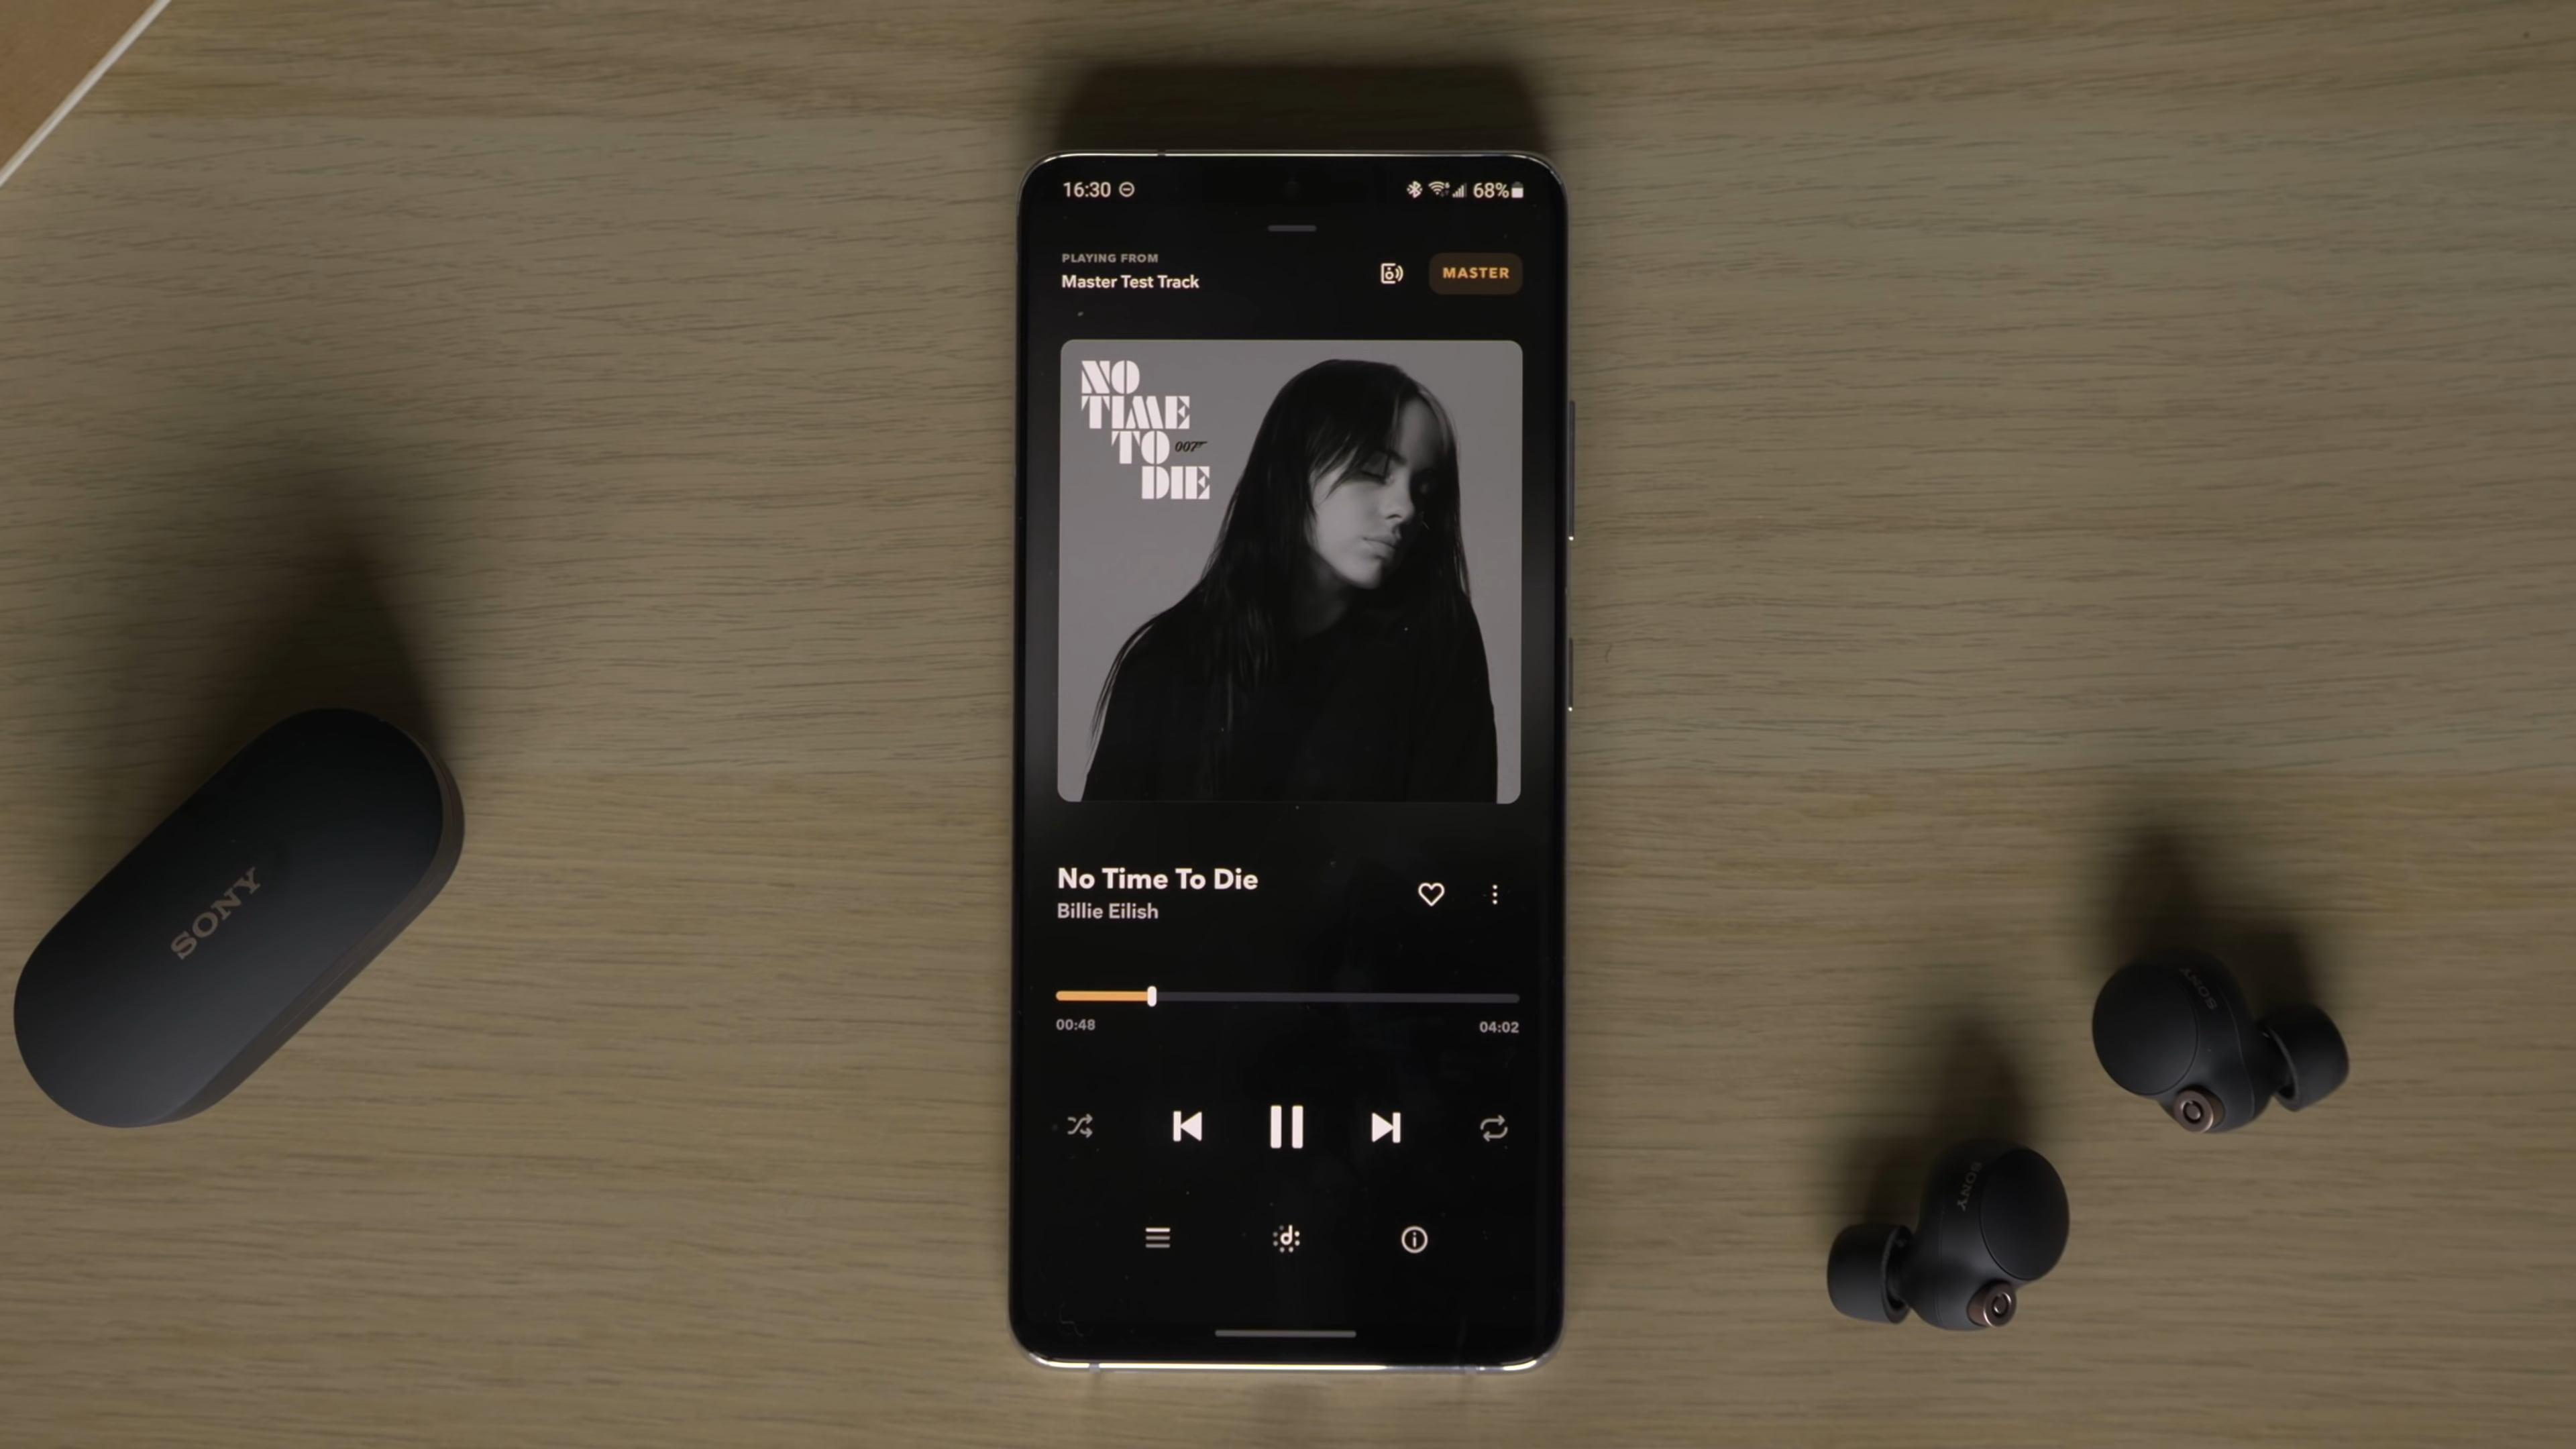 16:30
68%
PLAYING FROM
Master Test Track
MASTER
NO
TIME
TO 007
DIE
No Time To Die
Billie Eilish
00:48
04:02
SONY
SONY
SONY